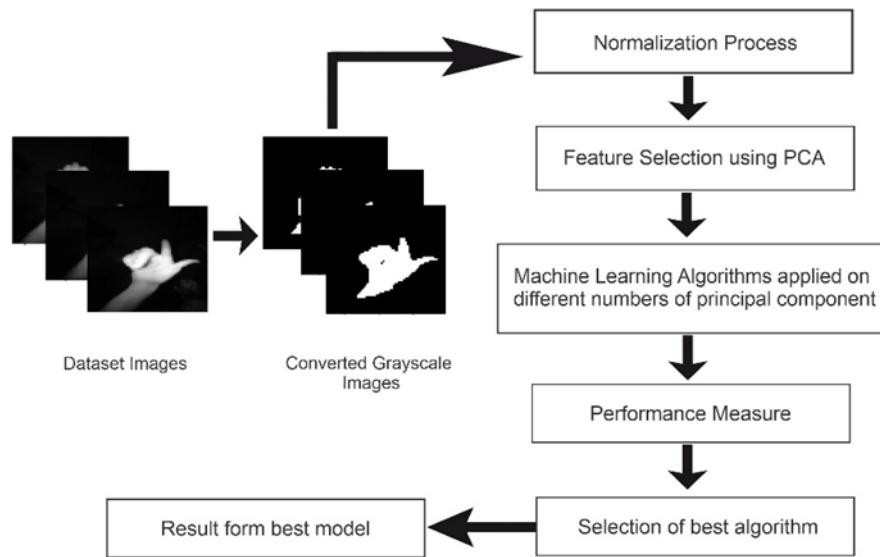 Normalization Process
Feature Selection using PCA
Machine Learning Algorithms applied on
different numbers of principal component
Dataset Images
Converted Grayscale
Images
Performance Measure
Result form best model
Selection of best algorithm